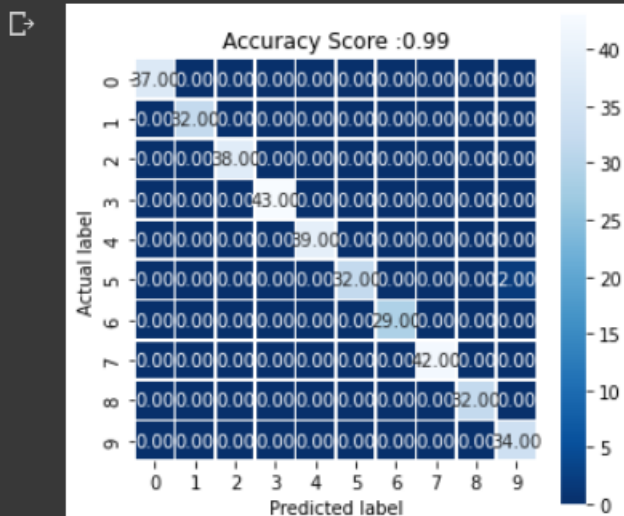 Accuracy Score :0.99
0 37.00 0.00 0.00 0.00 0.00 0.00 0.00 0.00 0.00 0.00
1 0.00 32.00 0.00 0.00 0.00 0.00 0.00 0.00 0.00 0.00
2 0.00 0.00 38.00 0.00 0.00 0.00 0.00 0.00 0.00 0.00
3 0.00 0.00 0.00 43.00 0.00 0.00 0.00 0.00 0.00 0.00
4 0.00 0.00 0.00 0.00 39.00 0.00 0.00 0.00 0.00 0.00
5 0.00 0.00 0.00 0.00 0.00 32.00 0.00 0.00 0.00 2.00
6 0.00 0.00 0.00 0.00 0.00 0.00 29.00 0.00 0.00 0.00
7 0.00 0.00 0.00 0.00 0.00 0.00 0.00 42.00 0.00 0.00
8 0.00 0.00 0.00 0.00 0.00 0.00 0.00 0.00 32.00 0.00
9 0.00 0.00 0.00 0.00 0.00 0.00 0.00 0.00 0.00 34.00
0 1 2 3 4 5 6 7 8 9
Actual label
Predicted label
40
35
30
25
20
15
10
5
0